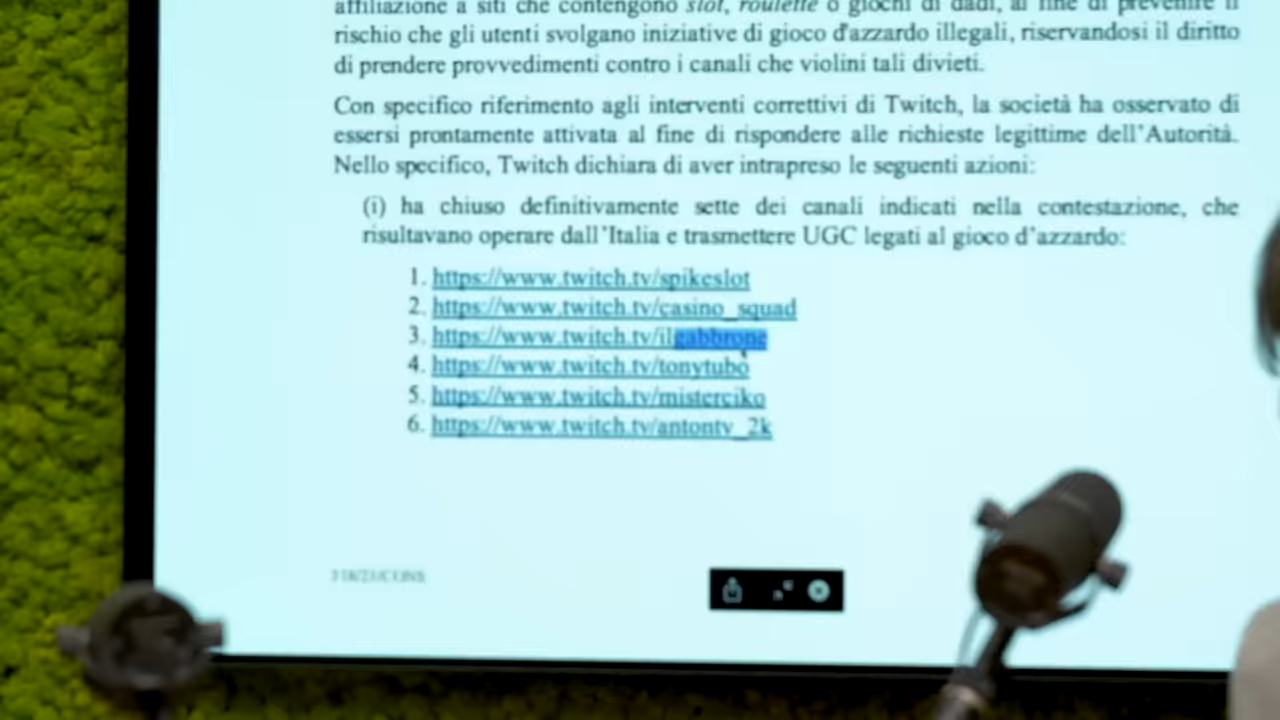 affiliazione a siti che contengono slot, roulette o giochi di dadi, al fine di prevenire il
rischio che gli utenti svolgano iniziative di gioco d'azzardo illegali, riservandosi il diritto
di prendere provvedimenti contro i canali che violini tali divieti.
Con specifico riferimento agli interventi correttivi di Twitch, la società ha osservato di
essersi prontamente attivata al fine di rispondere alle richieste legittime dell'Autorità.
Nello specifico, Twitch dichiara di aver intrapreso le seguenti azioni:
(i) ha chiuso definitivamente sette dei canali indicati nella contestazione, che
risultavano operare dall'Italia e trasmettere UGC legati al gioco d'azzardo:
1. https://www.twitch.tv/spikeslot
2. https://www.twitch.tv/casino_squad
3. https://www.twitch.tv/ilgabbrone
4. https://www.twitch.tv/tonytubo
5. https://www.twitch.tv/misterciko
6. https://www.twitch.tv/antontv_2k
318/23/CONS